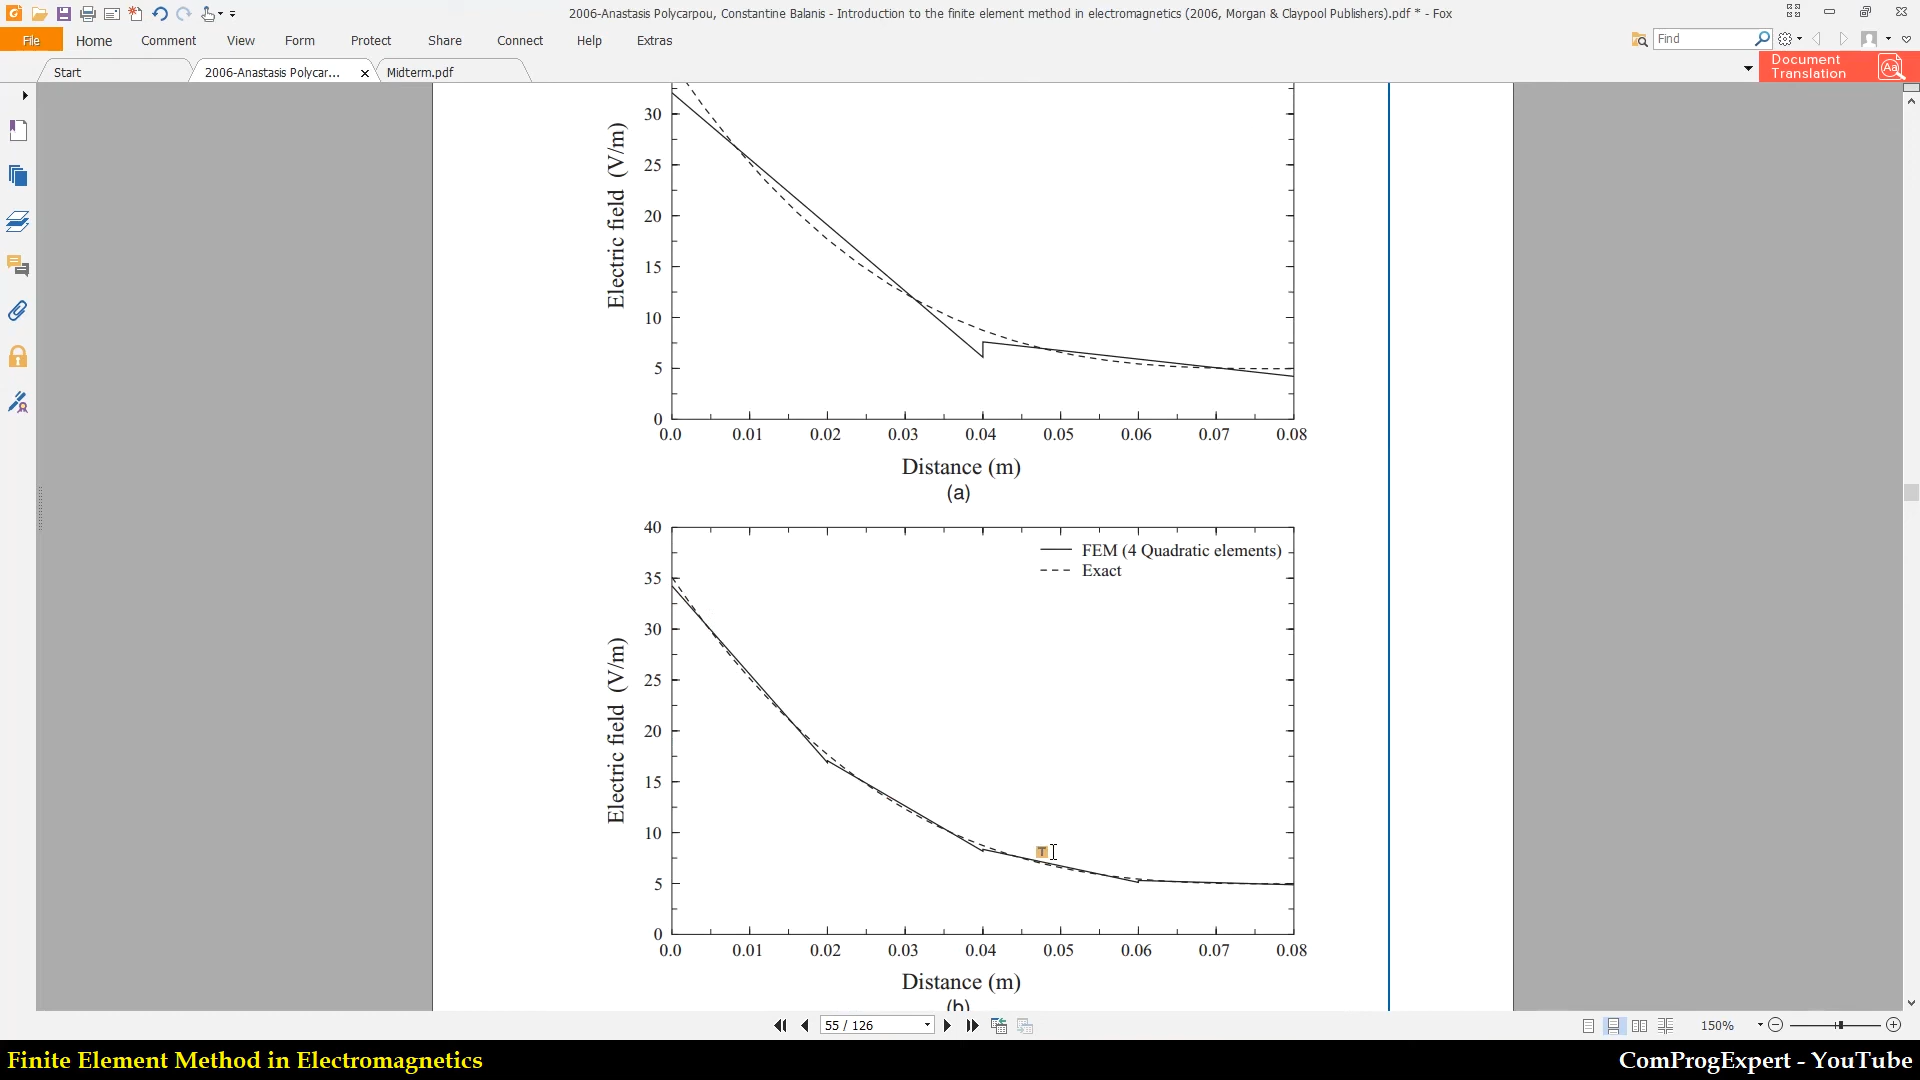 2006-Anastasis Polycarpou, Constantine Balanis - Introduction to the finite element method in electromagnetics (2006, Morgan & Claypool Publishers).pdf * - Fox
File Home Comment View Form Protect Share Connect Help Extras
Find
Start 2006-Anastasis Polycar... Midterm.pdf
Document
Translation
30
25
20
15
10
5
0
Electric field (V/m)
0.0 0.01 0.02 0.03 0.04 0.05 0.06 0.07 0.08
Distance (m)
(a)
40
35
30
25
20
15
10
5
0
Electric field (V/m)
FEM (4 Quadratic elements)
Exact
T
0.0 0.01 0.02 0.03 0.04 0.05 0.06 0.07 0.08
Distance (m)
(b)
55 / 126
150%
Finite Element Method in Electromagnetics
ComProgExpert - YouTube